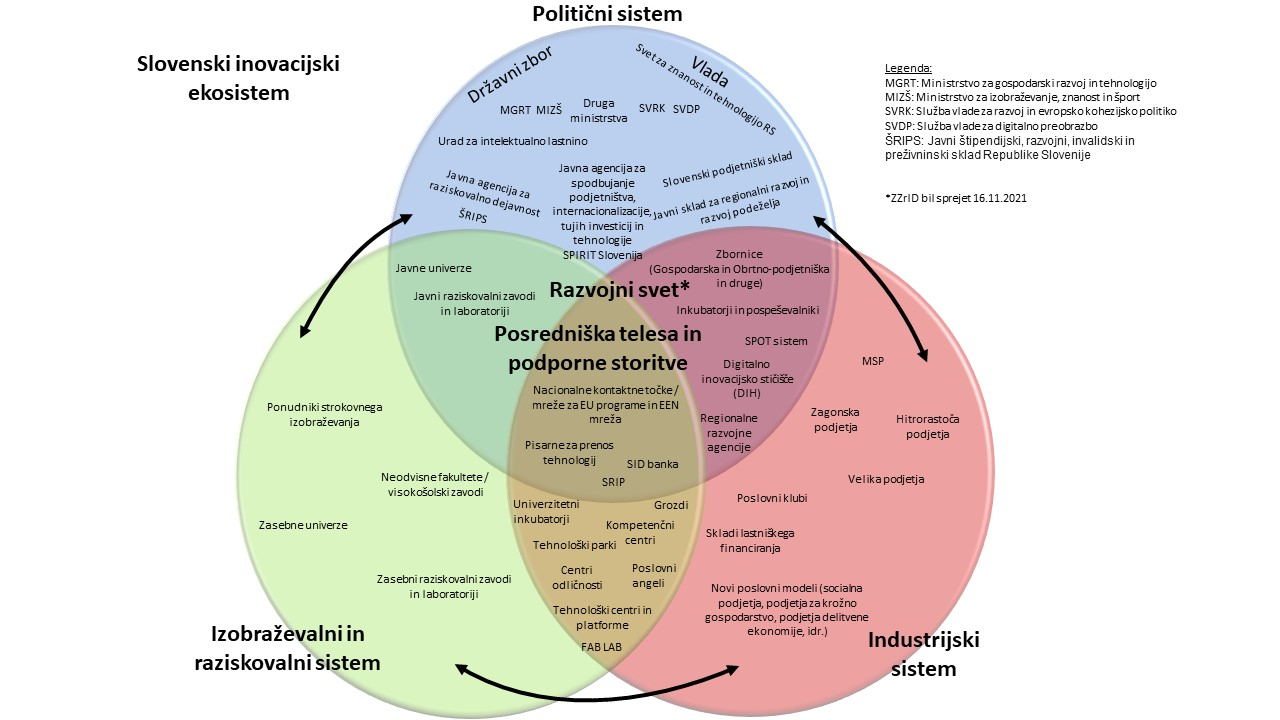 Politični sistem
Slovenski inovacijski
ekosistem
Državni zbor
Vlada
Svet za znanost in tehnologijo RS
MGRT MIZŠ
Druga
ministrstva
SVRK SVDP
Urad za intelektualno lastnino
Javna agencija za
raziskovalno dejavnost
ŠRIPS
Javna agencija za
spodbujanje
podjetništva,
internacionalizacije,
tujih investicij in
tehnologije
SPIRIT Slovenija
Slovenski podjetniški sklad
Javni sklad za regionalni razvoj in
razvoj podeželja
Legenda:
MGRT: Ministrstvo za gospodarski razvoj in tehnologijo
MIZŠ: Ministrstvo za izobraževanje, znanost in šport
SVRK: Služba vlade za razvoj in evropsko kohezijsko politiko
SVDP: Služba vlade za digitalno preobrazbo
ŠRIPS: Javni štipendijski, razvojni, invalidski in
preživninski sklad Republike Slovenije
*ZZrID bil sprejet 16.11.2021
Javne univerze
Javni raziskovalni zavodi
in laboratoriji
Zbornice
(Gospodarska in Obrtno-podjetniška
in druge)
Inkubatorji in pospeševalniki
SPOT sistem
Digitalno
inovacijsko stičišče
(DIH)
Regionalne
razvojne
agencije
Razvojni svet*
Posredniška telesa in
podporne storitve
Nacionalne kontaktne točke/
mreže za EU programe in EEN
mreža
Pisarne za prenos
tehnologij
SID banka
SRIP
Univerzitetni
inkubatorji
Grozdi
Kompetenčni
centri
Tehnološki parki
Centri
odličnosti
Poslovni
angeli
Tehnološki centri in
platforme
FAB LAB
Ponudniki strokovnega
izobraževanja
Neodvisne fakultete/
visokošolski zavodi
Zasebne univerze
Zasebni raziskovalni zavodi
in laboratoriji
Izobraževalni in
raziskovalni sistem
MSP
Zagonska
podjetja
Hitrorastoča
podjetja
Velika podjetja
Poslovni klubi
Skladi lastniškega
financiranja
Novi poslovni modeli (socialna
podjetja, podjetja za krožno
gospodarstvo, podjetja delitvene
ekonomije, idr.)
Industrijski
sistem